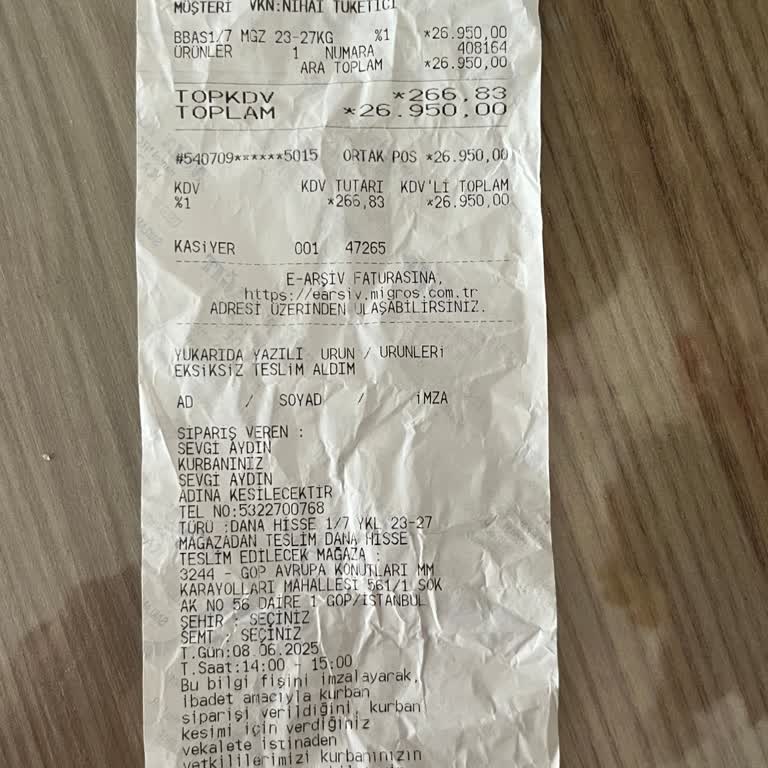 MÜŞTERİ VKN:NİHAİ TÜKETİCİ
BBAS1/7 MGZ 23-27KG %1 *26.950,00
ÜRÜNLER 1 NUMARA 408164
ARA TOPLAM *26.950,00
TOPKDV *266,83
TOPLAM *26.950,00
#540709******5015 ORTAK POS *26.950,00
KDV KDV TUTARI KDV'Lİ TOPLAM
%1 *266,83 *26.950,00
KASİYER 001 47265
E-ARŞİV FATURASINA,
https://earsiv.migros.com.tr
ADRESİ ÜZERİNDEN ULAŞABİLİRSİNİZ.
YUKARIDA YAZILI ÜRÜN / ÜRÜNLERİ
EKSİKSİZ TESLİM ALDIM
AD / SOYAD / İMZA
SİPARİŞ VEREN :
SEVGİ AYDIN
KURBANINIZ
SEVGİ AYDIN
ADINA KESİLECEKTİR
TEL NO:5322700768
TÜRÜ :DANA HİSSE 1/7 YKL 23-27
MAĞAZADAN TESLİM DANA HİSSE
TESLİM EDİLECEK MAĞAZA :
3244 - GOP AVRUPA KONUTLARI MM
KARAYOLLARI MAHALLESİ 561/1 SOK
AK NO 56 DAİRE 1 GOP/İSTANBUL
ŞEHİR : SEÇİNİZ
SEMT : SEÇİNİZ
T.Gün:08.06.2025
T.Saat:14:00 - 15:00
Bu bilgi fişini imzalayarak,
ibadet amacıyla kurban
siparişi verildiğini, kurban
kesimi için verdiğiniz
vekalete istinaden
yetkililerimizi kurbanınızın